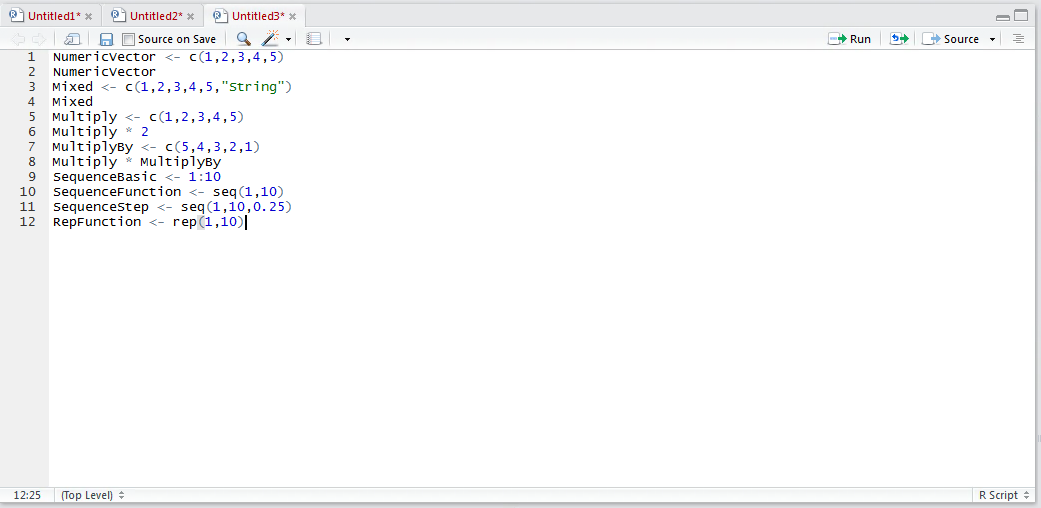 Untitled1* Untitled2* Untitled3*
Source on Save Run Source
1 NumericVector <- c(1,2,3,4,5)
2 NumericVector
3 Mixed <- c(1,2,3,4,5,"String")
4 Mixed
5 Multiply <- c(1,2,3,4,5)
6 Multiply * 2
7 MultiplyBy <- c(5,4,3,2,1)
8 Multiply * MultiplyBy
9 SequenceBasic <- 1:10
10 SequenceFunction <- seq(1,10)
11 SequenceStep <- seq(1,10,0.25)
12 RepFunction <- rep(1,10)
12:25 (Top Level) R Script